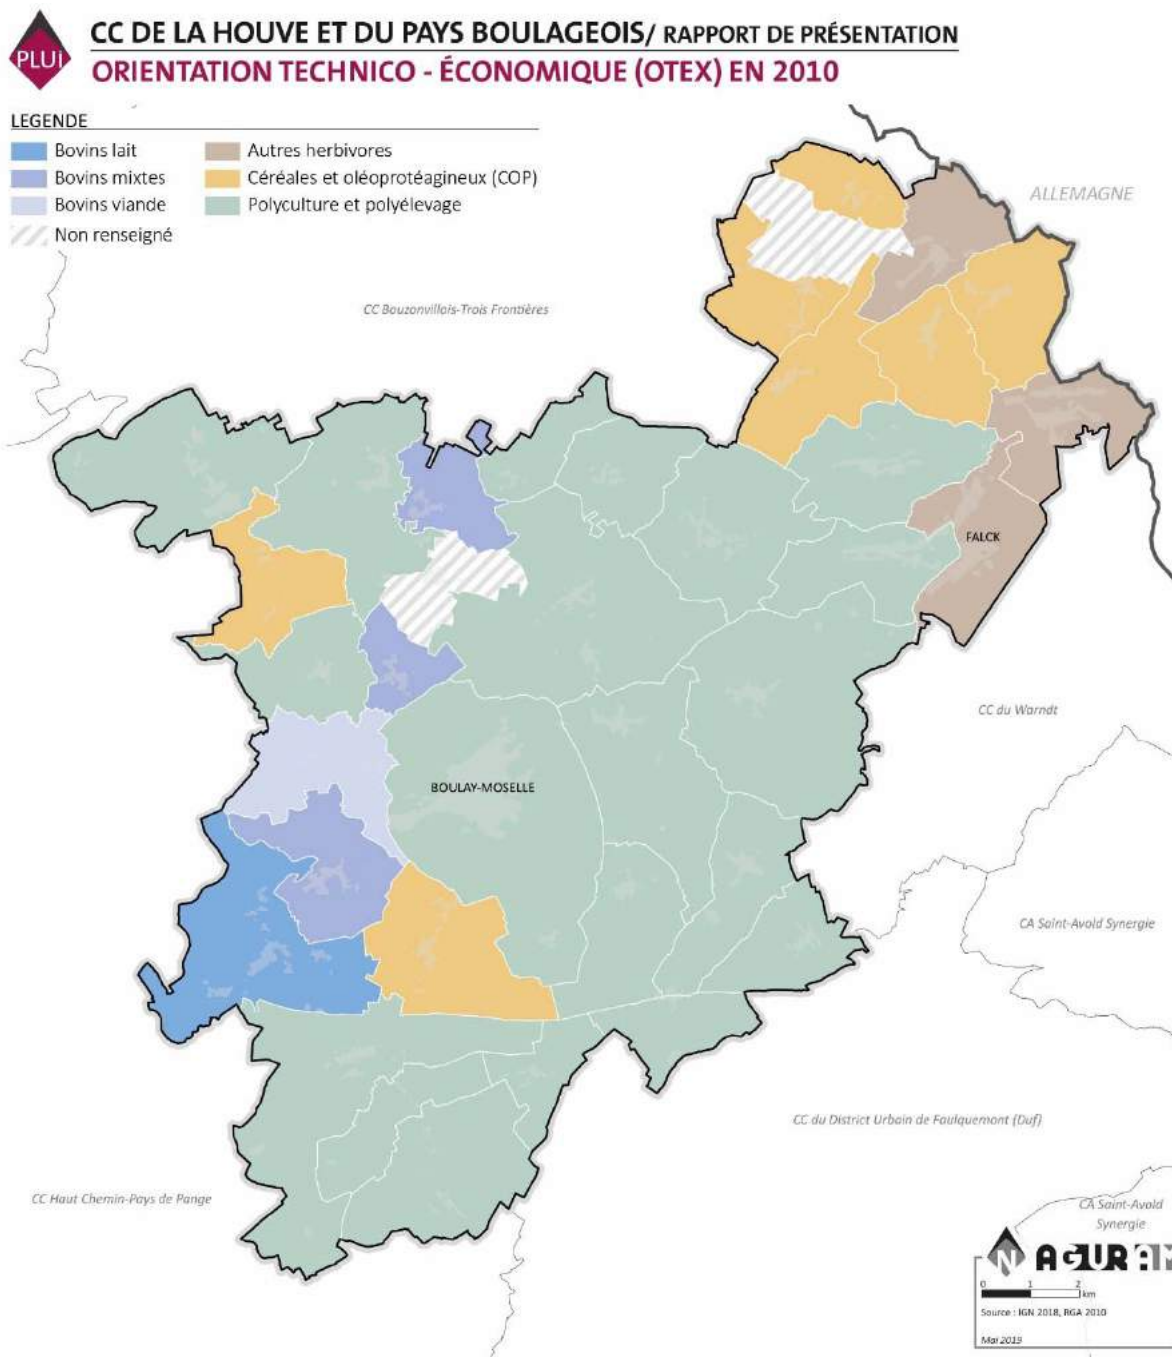 PLUi
CC DE LA HOUVE ET DU PAYS BOULAGEOIS/ RAPPORT DE PRÉSENTATION
ORIENTATION TECHNICO - ÉCONOMIQUE (OTEX) EN 2010
LEGENDE
Bovins lait
Bovins mixtes
Bovins viande
Non renseigné
Autres herbivores
Céréales et oléoprotéagineux (COP)
Polyculture et polyélevage
ALLEMAGNE
CC Bouzonvillois-Trois Frontières
FALCK
CC du Warndt
BOULAY-MOSELLE
CA Saint-Avold Synergie
CC du District Urbain de Faulquemont (Duf)
CC Haut Chemin-Pays de Pange
CA Saint-Avold
Synergie
N
AGURAM
0 1 2
km
Source : IGN 2018, RGA 2010
Mai 2019